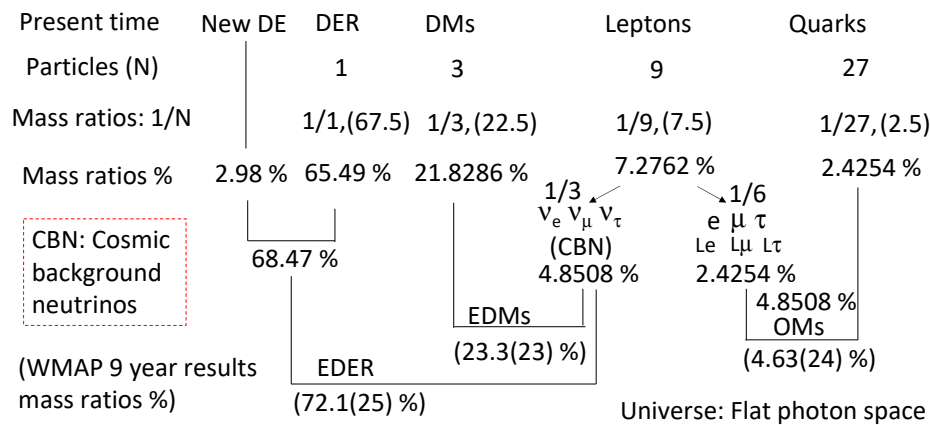 Present time New DE DER DMs Leptons Quarks
Particles (N) 1 3 9 27
Mass ratios: 1/N 1/1,(67.5) 1/3,(22.5) 1/9,(7.5) 1/27,(2.5)
Mass ratios % 2.98 % 65.49 % 21.8286 % 7.2762 % 2.4254 %
1/3 1/6
νe νμ ντ e μ τ
(CBN) Le Lμ Lτ
4.8508 % 2.4254 %
CBN: Cosmic
background
neutrinos
68.47 %
4.8508 %
EDMs OMs
(23.3(23) %) (4.63(24) %)
(WMAP 9 year results
mass ratios %)
EDER
(72.1(25) %)
Universe: Flat photon space